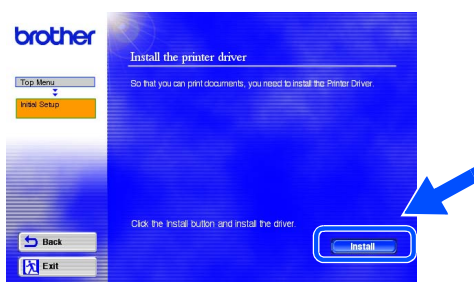 brother
Install the printer driver
Top Menu
So that you can print documents, you need to install the Printer Driver.
Initial Setup
Click the Install button and install the driver.
Back
Install
Exit